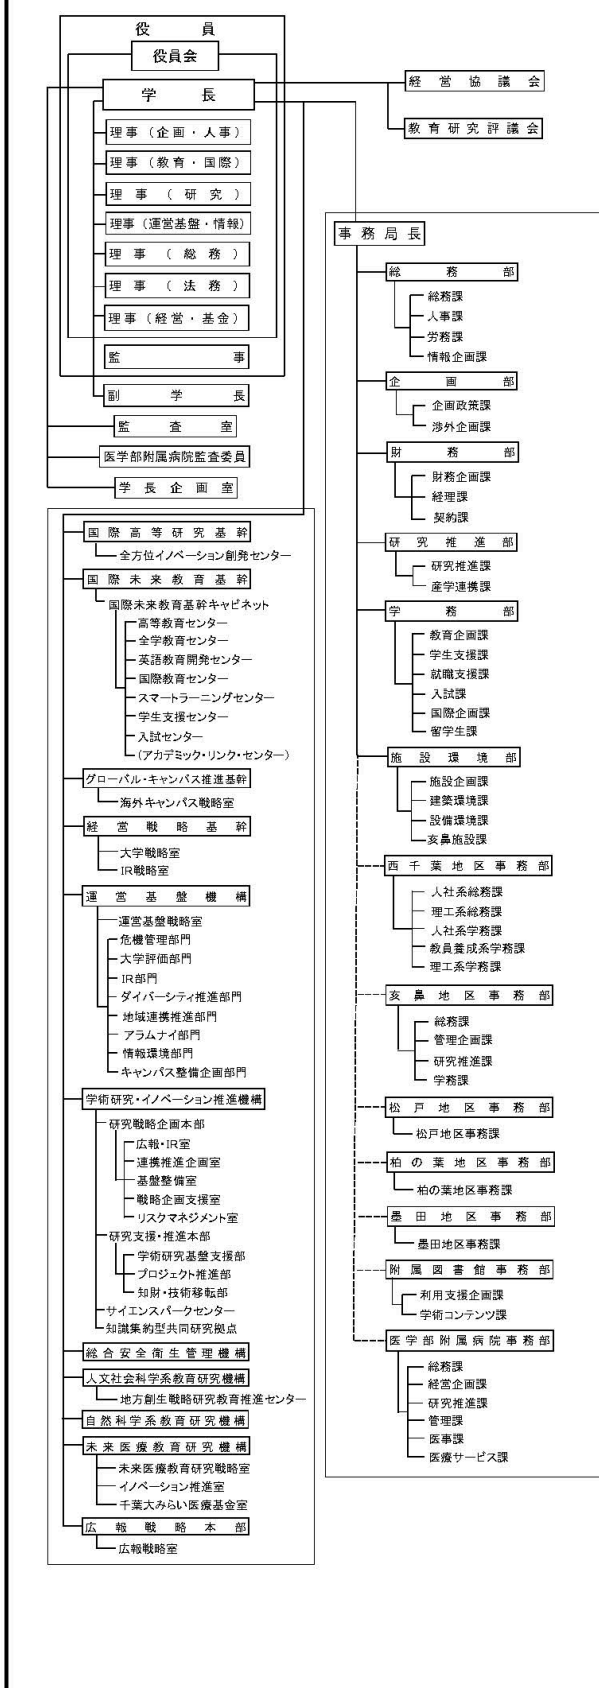 役員
役員会
学長
理事（企画・人事）
理事（教育・国際）
理事（研究）
理事（運営基盤・情報）
理事（総務）
理事（法務）
理事（経営・基金）
監事
副学長
監査室
医学部附属病院監査委員
学長企画室
経営協議会
教育研究評議会
国際高等研究基幹
全方位イノベーション創発センター
国際未来教育基幹
国際未来教育基幹キャビネット
高等教育センター
全学教育センター
英語教育開発センター
国際教育センター
スマートラーニングセンター
学生支援センター
入試センター
（アカデミック・リンク・センター）
グローバル・キャンパス推進基幹
海外キャンパス戦略室
経営戦略基幹
大学戦略室
IR戦略室
運営基盤機構
運営基盤戦略室
危機管理部門
大学評価部門
IR部門
ダイバーシティ推進部門
地域連携推進部門
アラムナイ部門
情報環境部門
キャンパス整備企画部門
学術研究・イノベーション推進機構
研究戦略企画本部
広報・IR室
連携推進企画室
基盤整備室
戦略企画支援室
リスクマネジメント室
研究支援・推進本部
学術研究基盤支援部
プロジェクト推進部
知財・技術移転部
サイエンスパークセンター
知識集約型共同研究拠点
総合安全衛生管理機構
人文社会科学系教育研究機構
地方創生戦略研究教育推進センター
自然科学系教育研究機構
未来医療教育研究機構
未来医療教育研究戦略室
イノベーション推進室
千葉大みらい医療基金室
広報戦略本部
広報戦略室
事務局長
総務部
総務課
人事課
労務課
情報企画課
企画部
企画政策課
渉外企画課
財務部
財務企画課
経理課
契約課
研究推進部
研究推進課
産学連携課
学務部
教育企画課
学生支援課
就職支援課
入試課
国際企画課
留学生課
施設環境部
施設企画課
建築環境課
設備環境課
亥鼻施設課
西千葉地区事務部
人社系総務課
理工系総務課
人社系学務課
教員養成系学務課
理工系学務課
亥鼻地区事務部
総務課
管理企画課
研究推進課
学務課
松戸地区事務部
松戸地区事務課
柏の葉地区事務部
柏の葉地区事務課
墨田地区事務部
墨田地区事務課
附属図書館事務部
利用支援企画課
学術コンテンツ課
医学部附属病院事務部
総務課
経営企画課
研究推進課
管理課
医事課
医療サービス課